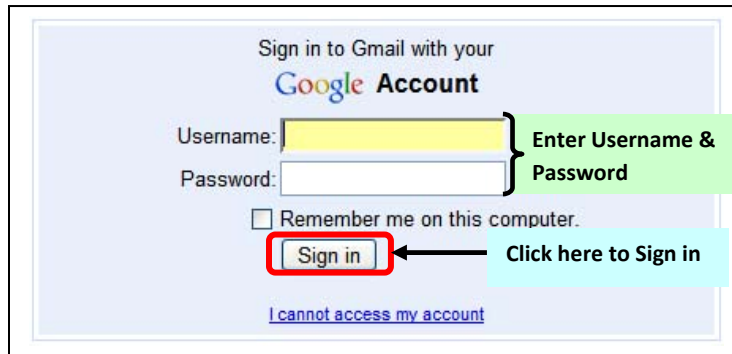 Sign in to Gmail with your
Google Account
Username:
Enter Username &
Password
Password:
Remember me on this computer.
Sign in
Click here to Sign in
I cannot access my account